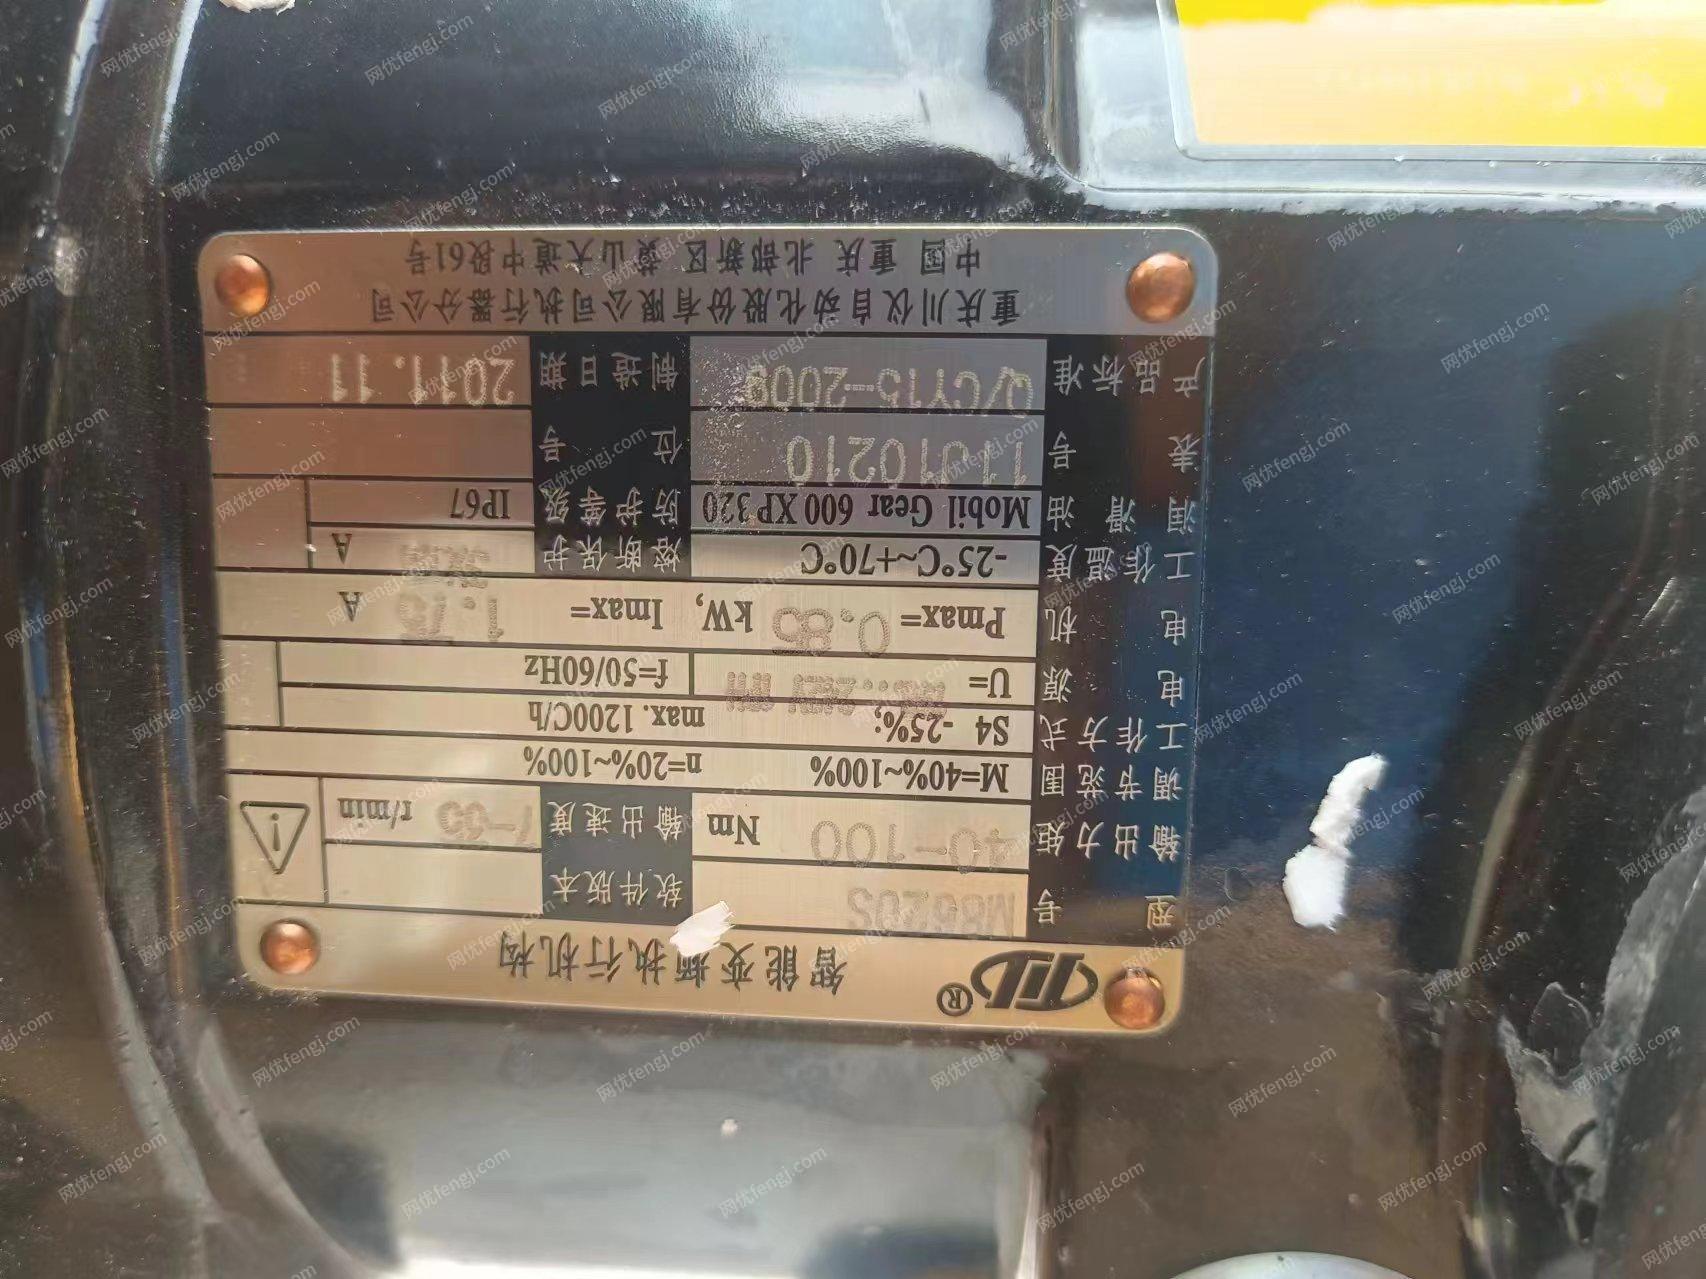 智能变频执行机构
型号 M8620S 软件版本
输出力矩 40-100 Nm 输出速度 r/min
调节范围 M=40%~100% n=20%~100%
工作方式 S4 -25%; max. 1200C/h
电源 U= f=50/60Hz
电机 Pmax= 0.85 kW, Imax= 1.75 A
工作温度 -25°C~+70°C 熔断保护 A
润滑油 Mobil Gear 600 XP 320 防护等级 IP67
表号 11J10210 位号
产品标准 Q/CY15-2009 制造日期 2011.11
重庆川仪自动化股份有限公司执行器分公司
中国 重庆 北部新区 黄山大道中段61号
网优fengj.com